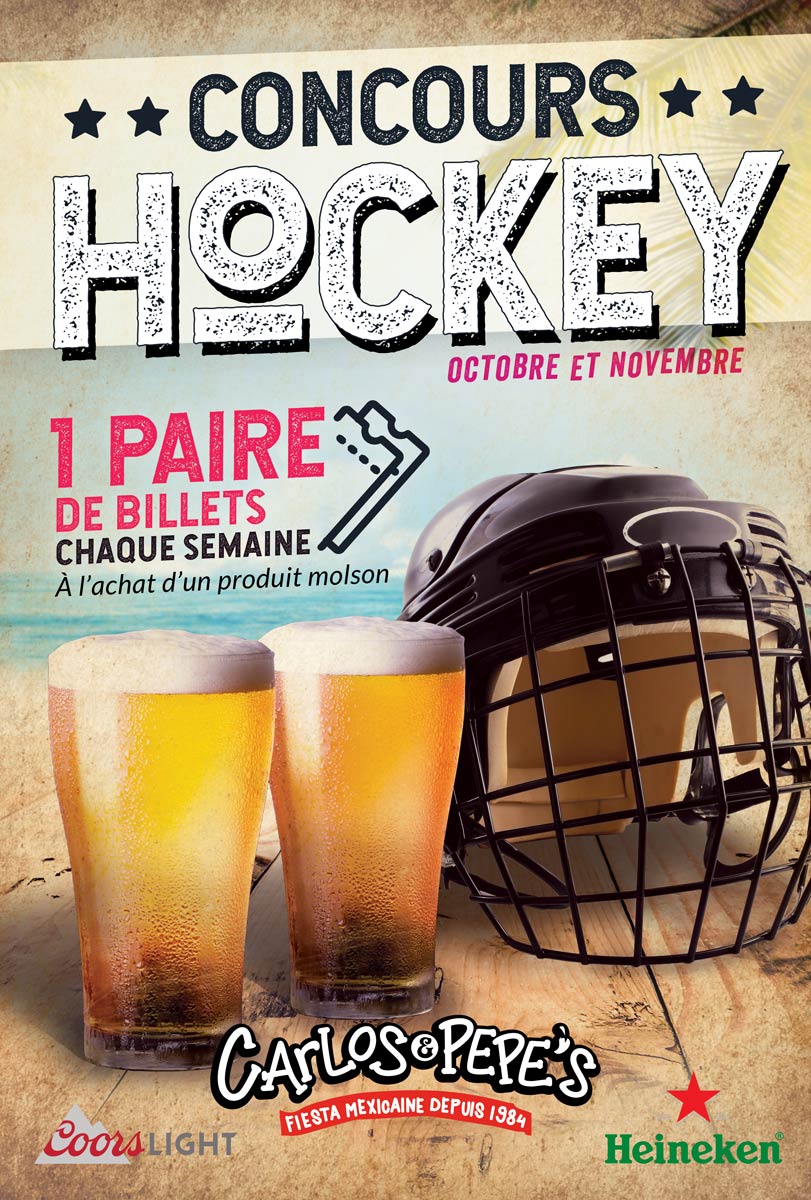 CONCOURS
HOCKEY
OCTOBRE ET NOVEMBRE
1 PAIRE
DE BILLETS
CHAQUE SEMAINE
À l'achat d'un produit molson
CARLOS & PEPE'S
FIESTA MEXICAINE DEPUIS 1984
Coors LIGHT
Heineken®